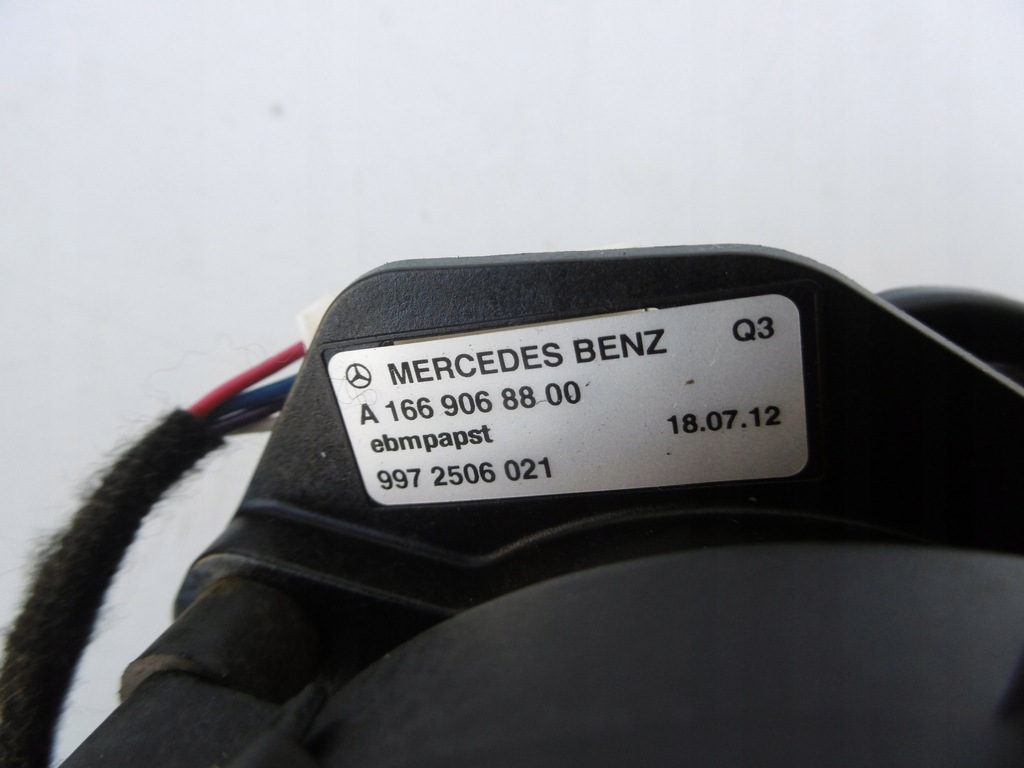 MERCEDES BENZ Q3
A 166 906 88 00
ebmpapst 18.07.12
997 2506 021